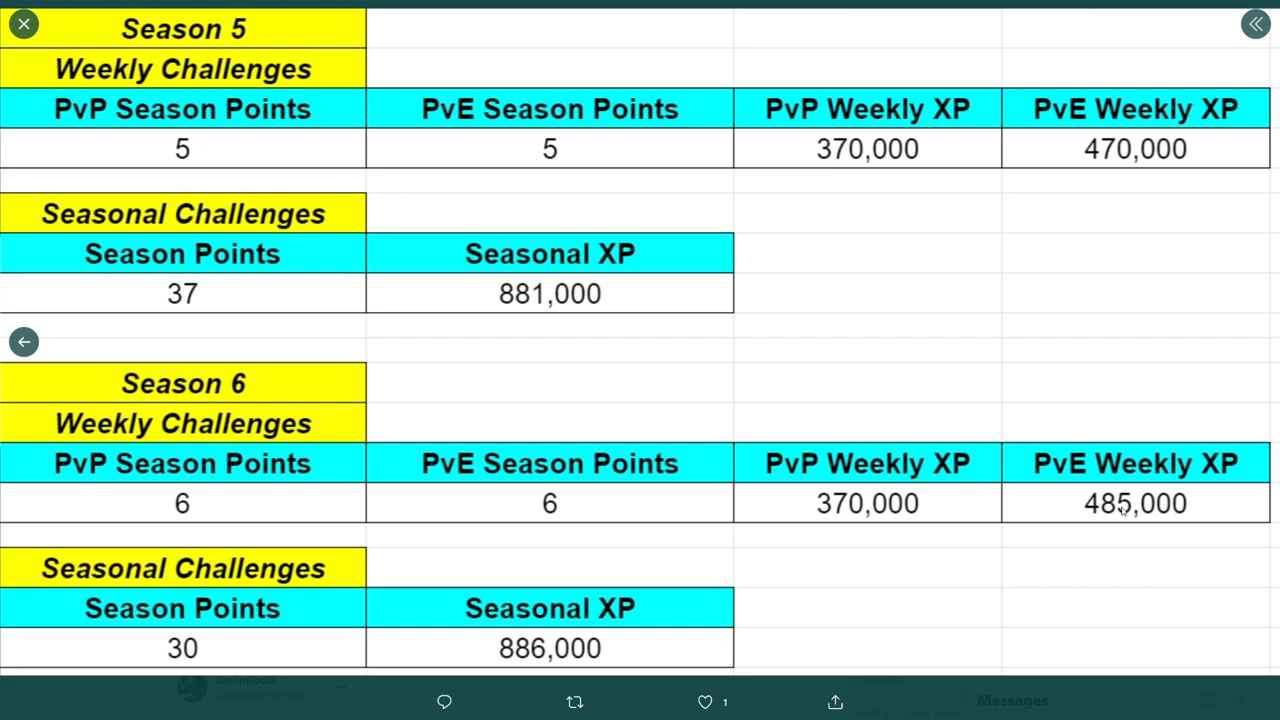 Season 5
Weekly Challenges
PvP Season Points PvE Season Points PvP Weekly XP PvE Weekly XP
5 5 370,000 470,000
Seasonal Challenges
Season Points Seasonal XP
37 881,000
Season 6
Weekly Challenges
PvP Season Points PvE Season Points PvP Weekly XP PvE Weekly XP
6 6 370,000 485,000
Seasonal Challenges
Season Points Seasonal XP
30 886,000
1
Messages